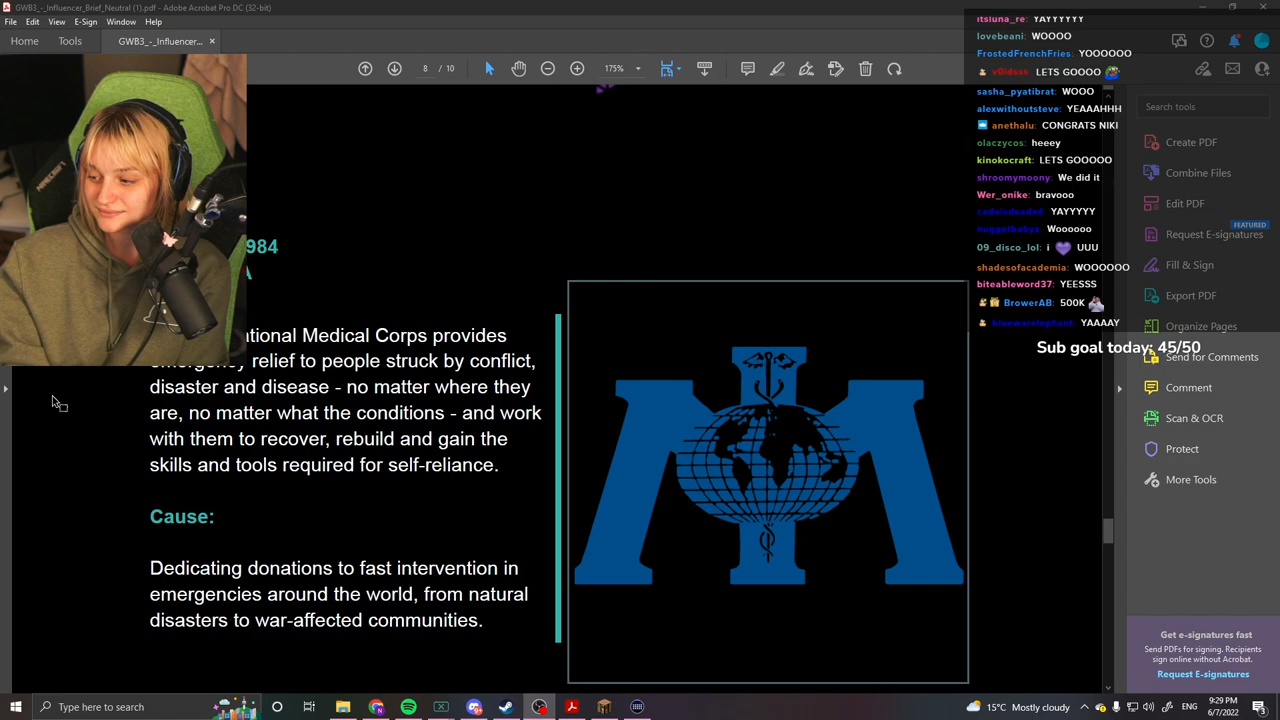 GWB3_-_Influencer_Brief_Neutral (1).pdf - Adobe Acrobat Pro DC (32-bit)
File Edit View E-Sign Window Help
Home Tools GWB3_-_Influencer... ×
8 / 10 175%
itsiuna_re: YAYYYYYY
lovebeani: WOOOO
FrostedFrenchFries: YOOOOOO
v0idsss LETS GOOOO
sasha_pyatibrat: WOOO
alexwithoutsteve: YEAAAHHH
anethalu: CONGRATS NIKI
olaczycos: heeey
kinokocraft: LETS GOOOOO
shroomymoony: We did it
Wer_onike: bravooo
YAYYYYY
Woooooo
09_disco_lol: i UUU
shadesofacademia: WOOOOOO
biteableword37: YEESSS
BrowerAB: 500K
YAAAAY
Sub goal today: 45/50
Search tools
Create PDF
Combine Files
Edit PDF
FEATURED
Request E-signatures
Fill & Sign
Export PDF
Organize Pages
Send for Comments
Comment
Scan & OCR
Protect
More Tools
Get e-signatures fast
Send PDFs for signing. Recipients
sign online without Acrobat.
Request E-signatures
984
A
tional Medical Corps provides
relief to people struck by conflict,
disaster and disease - no matter where they
are, no matter what the conditions - and work
with them to recover, rebuild and gain the
skills and tools required for self-reliance.
Cause:
Dedicating donations to fast intervention in
emergencies around the world, from natural
disasters to war-affected communities.
Type here to search
15°C Mostly cloudy
ENG
9:29 PM
6/7/2022